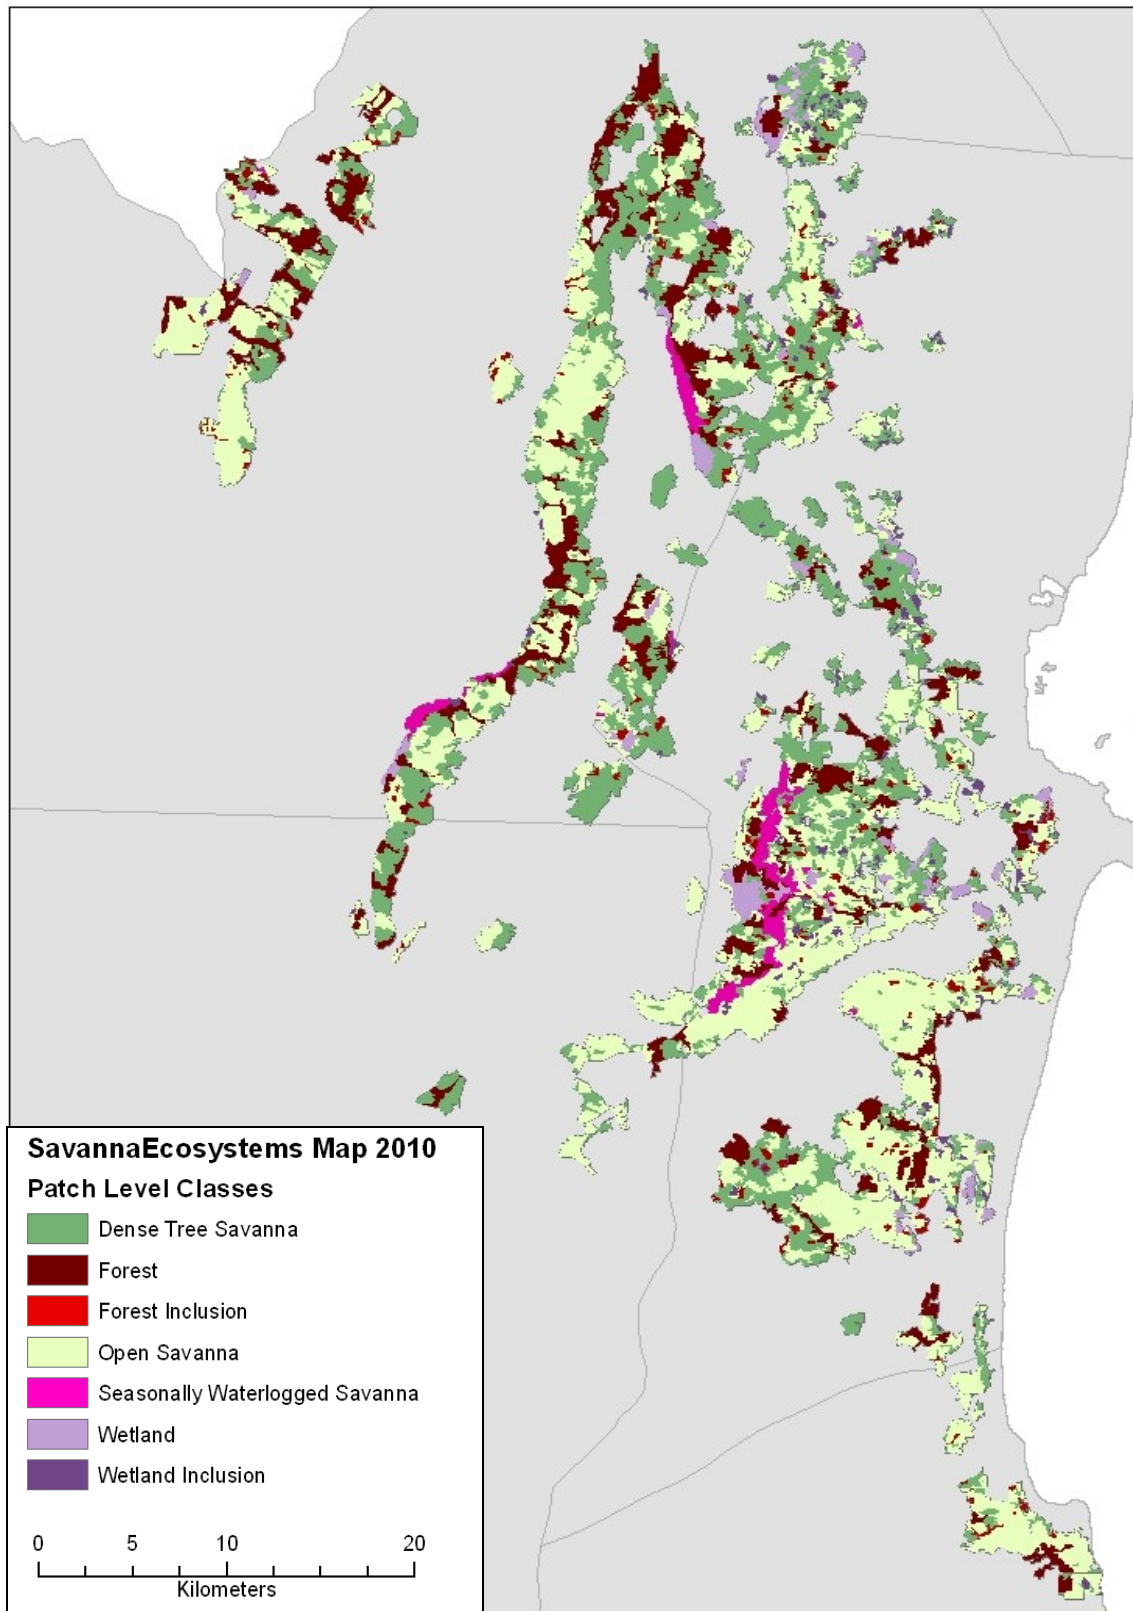 SavannaEcosystems Map 2010
Patch Level Classes
Dense Tree Savanna
Forest
Forest Inclusion
Open Savanna
Seasonally Waterlogged Savanna
Wetland
Wetland Inclusion
0 5 10 20
Kilometers